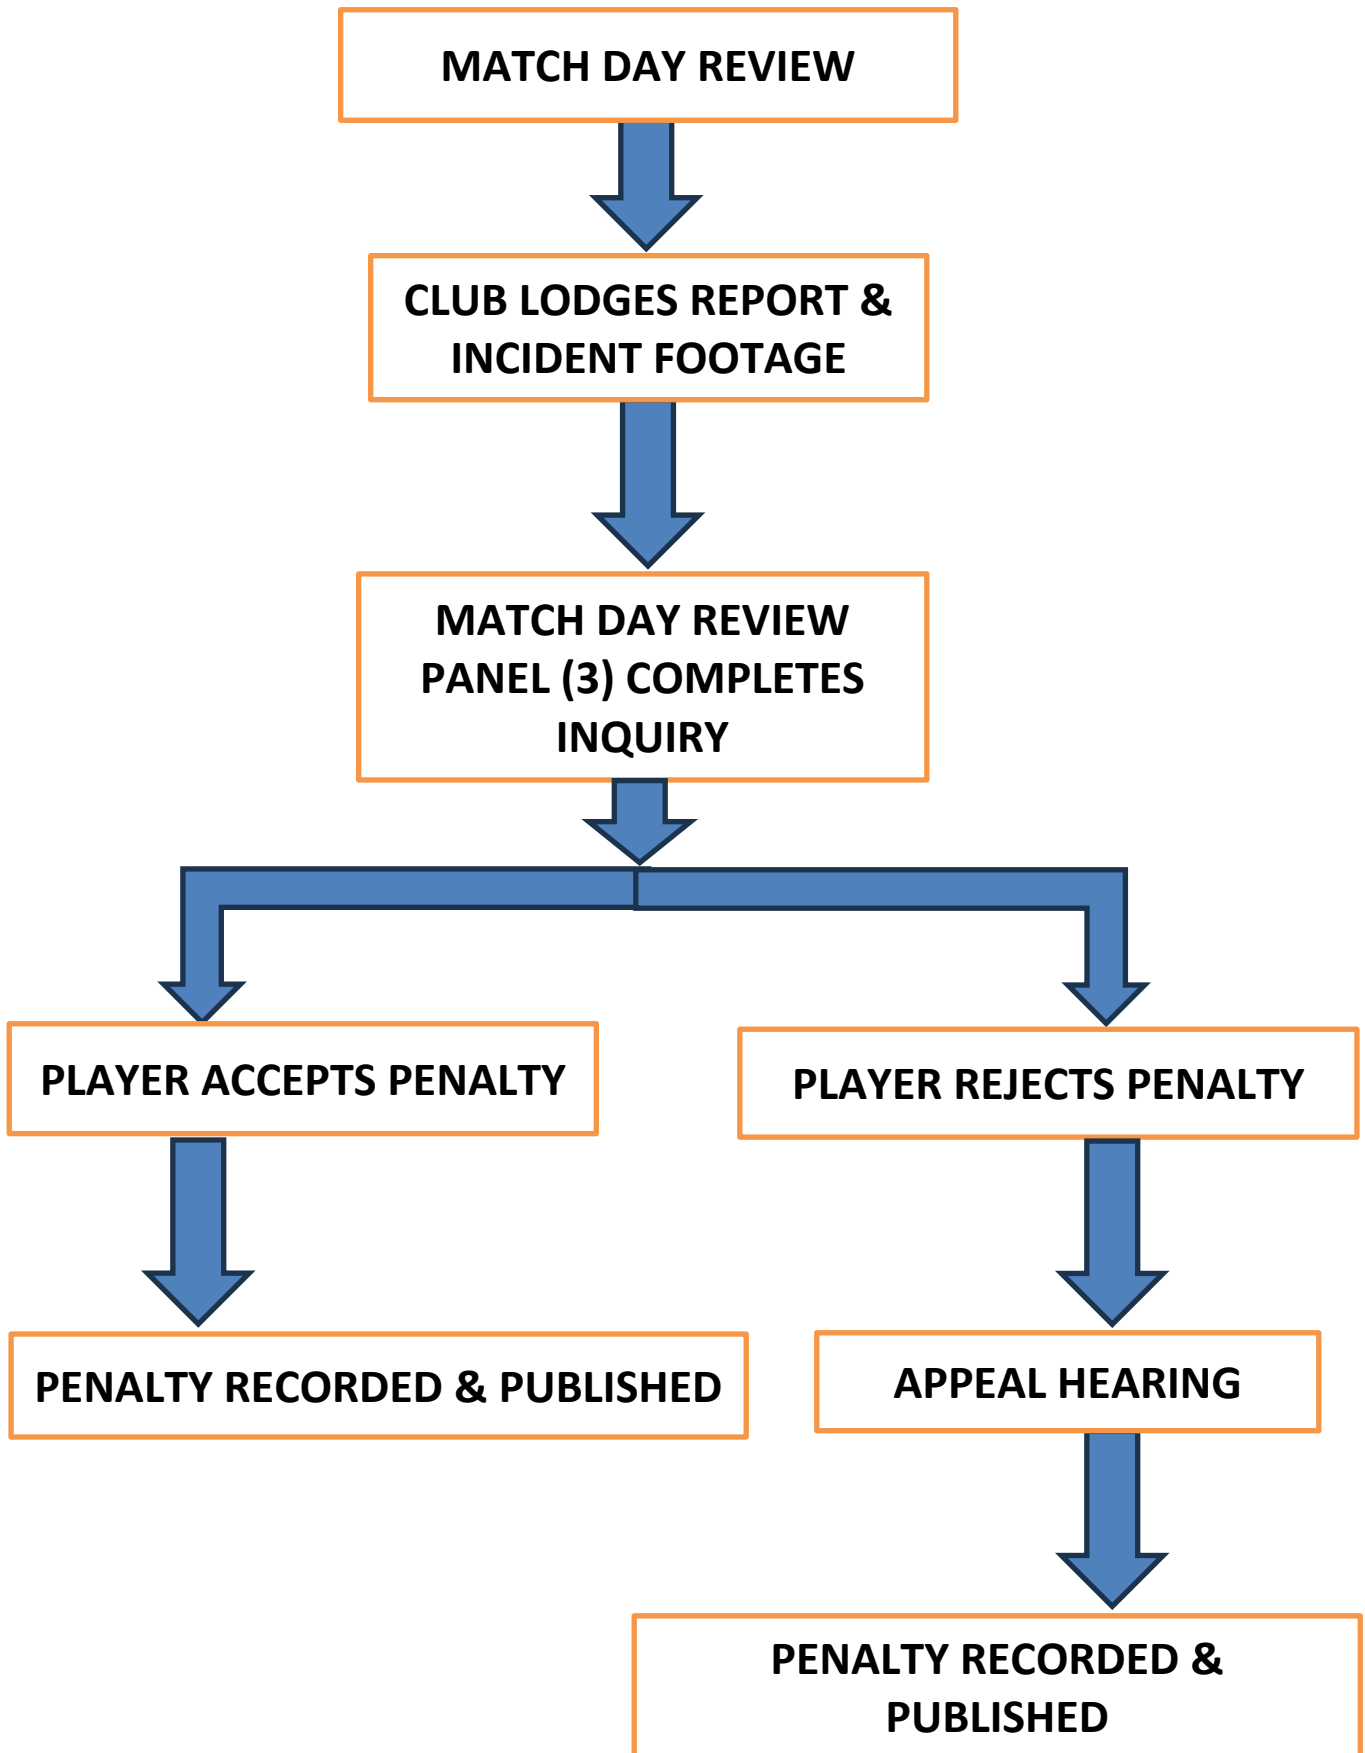 MATCH DAY REVIEW
CLUB LODGES REPORT &
INCIDENT FOOTAGE
MATCH DAY REVIEW
PANEL (3) COMPLETES
INQUIRY
PLAYER ACCEPTS PENALTY
PLAYER REJECTS PENALTY
PENALTY RECORDED & PUBLISHED
APPEAL HEARING
PENALTY RECORDED &
PUBLISHED